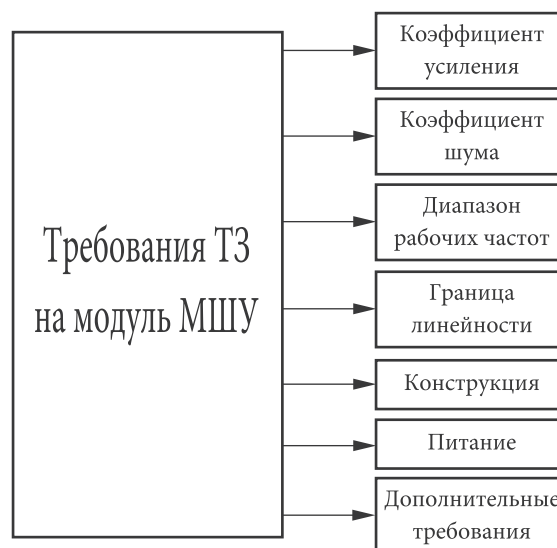 Требования ТЗ
на модуль МШУ
Коэффициент
усиления
Коэффициент
шума
Диапазон
рабочих частот
Граница
линейности
Конструкция
Питание
Дополнительные
требования